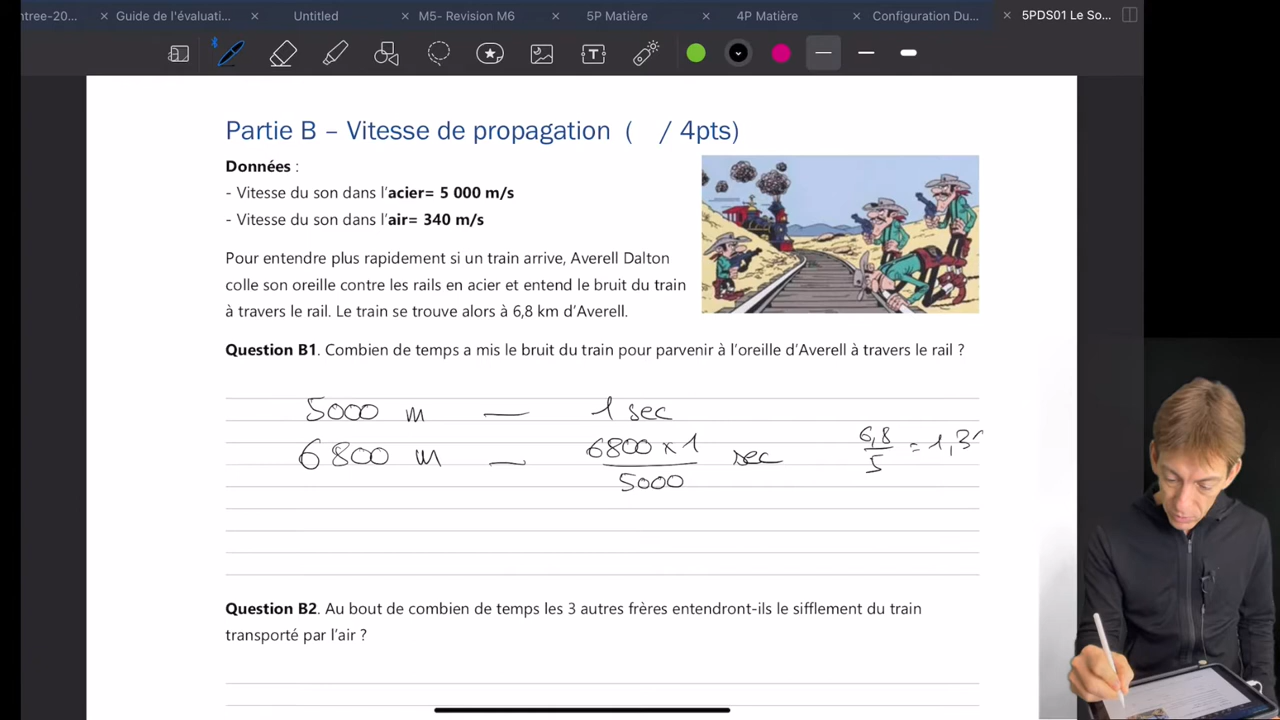 ntree-20...
Guide de l'évaluati...
Untitled
M5- Revision M6
5P Matière
4P Matière
Configuration Du...
5PDS01 Le So...
Partie B – Vitesse de propagation ( / 4pts)
Données :
- Vitesse du son dans l'acier= 5 000 m/s
- Vitesse du son dans l'air= 340 m/s
Pour entendre plus rapidement si un train arrive, Averell Dalton
colle son oreille contre les rails en acier et entend le bruit du train
à travers le rail. Le train se trouve alors à 6,8 km d'Averell.
Question B1. Combien de temps a mis le bruit du train pour parvenir à l'oreille d'Averell à travers le rail ?
5000 m — 1 sec
6800 m — 6800 x 1 / 5000 sec
6,8 / 5 = 1,3
Question B2. Au bout de combien de temps les 3 autres frères entendront-ils le sifflement du train
transporté par l'air ?